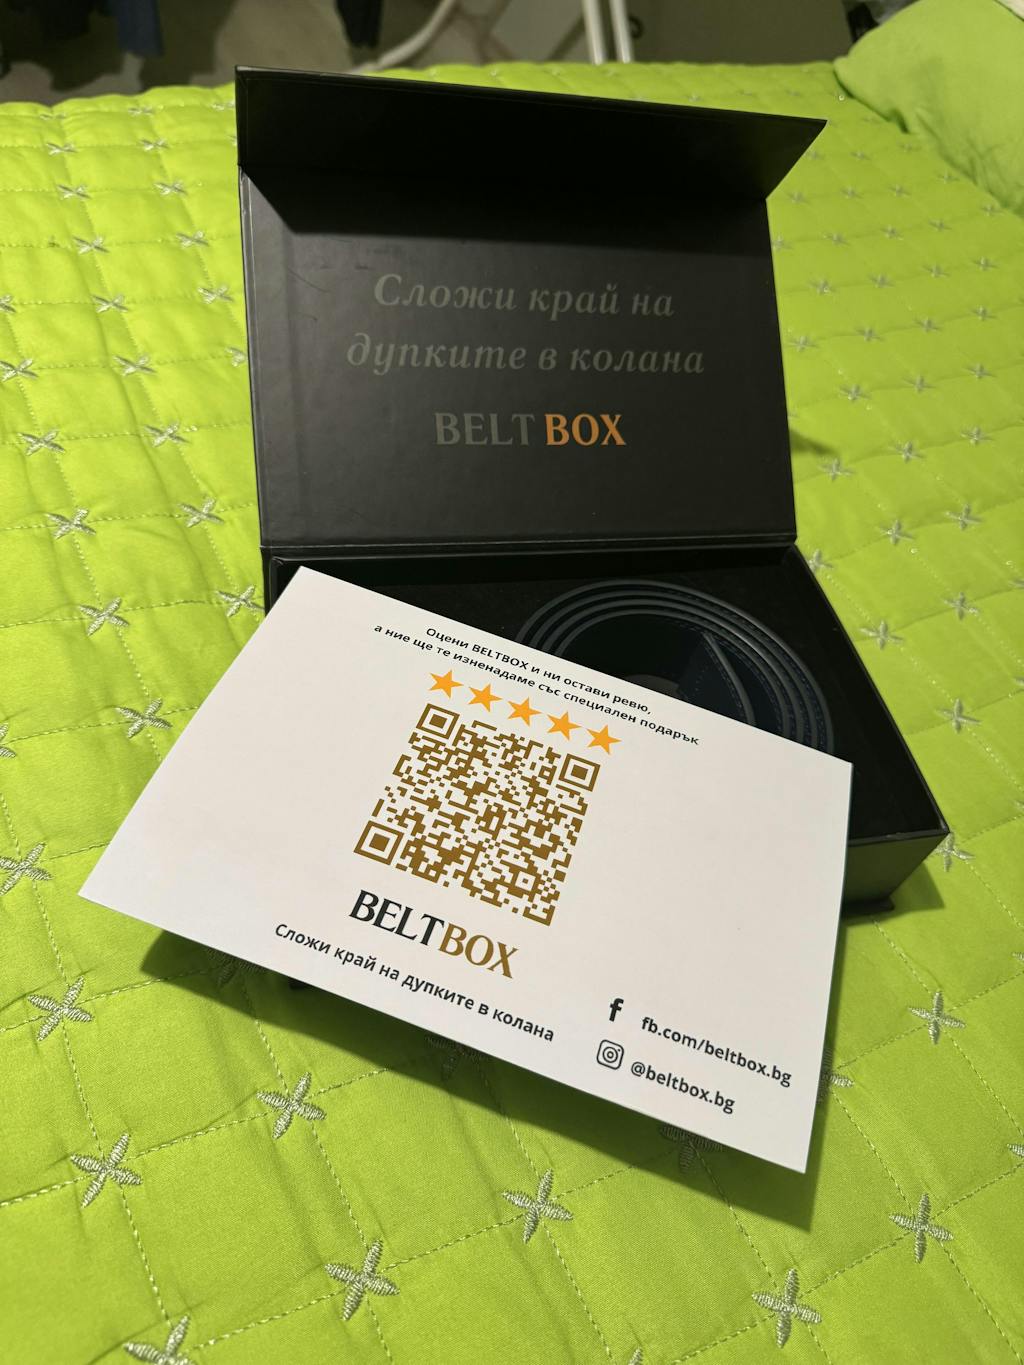 Сложи край на
дупките в колана
BELT BOX
Оцени BELTBOX и ни остави ревю,
а ние ще те изненадаме със специален подарък
BELTBOX
Сложи край на дупките в колана
fb.com/beltbox.bg
@beltbox.bg